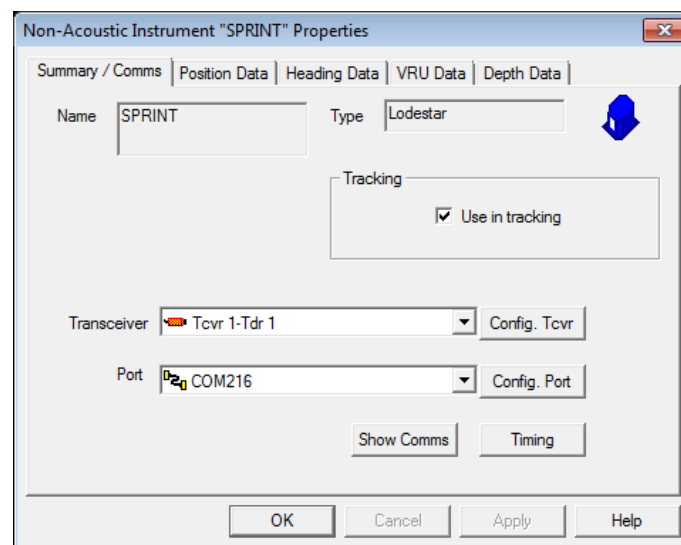 Non-Acoustic Instrument "SPRINT" Properties
Summary / Comms Position Data Heading Data VRU Data Depth Data
Name SPRINT Type Lodestar
Tracking
Use in tracking
Transceiver Tcvr 1-Tdr 1 Config. Tcvr
Port COM216 Config. Port
Show Comms Timing
OK Cancel Apply Help